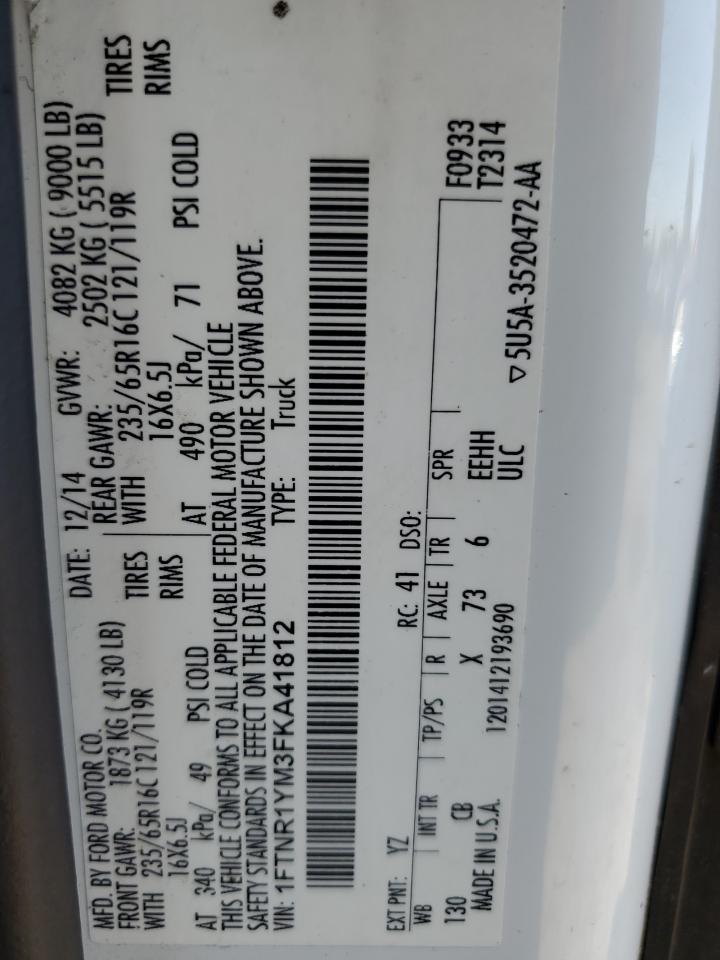 MFD. BY FORD MOTOR CO. DATE: 12/14 GVWR: 4082 KG ( 9000 LB)
FRONT GAWR: 1873 KG ( 4130 LB) REAR GAWR: 2502 KG ( 5515 LB)
WITH 235/65R16C 121/119R TIRES WITH 235/65R16C 121/119R TIRES
16X6.5J RIMS 16X6.5J RIMS
AT 340 kPa/ 49 PSI COLD AT 490 kPa/ 71 PSI COLD
THIS VEHICLE CONFORMS TO ALL APPLICABLE FEDERAL MOTOR VEHICLE
SAFETY STANDARDS IN EFFECT ON THE DATE OF MANUFACTURE SHOWN ABOVE.
VIN: 1FTNR1YM3FKA41812 TYPE: Truck
EXT PNT: YZ RC: 41 DSO: F0933
WB INT TR TP/PS R AXLE TR SPR T2314
130 CB X 73 6 EEHH
MADE IN U.S.A. 1201412193690 ULC ▽5U5A-3520472-AA